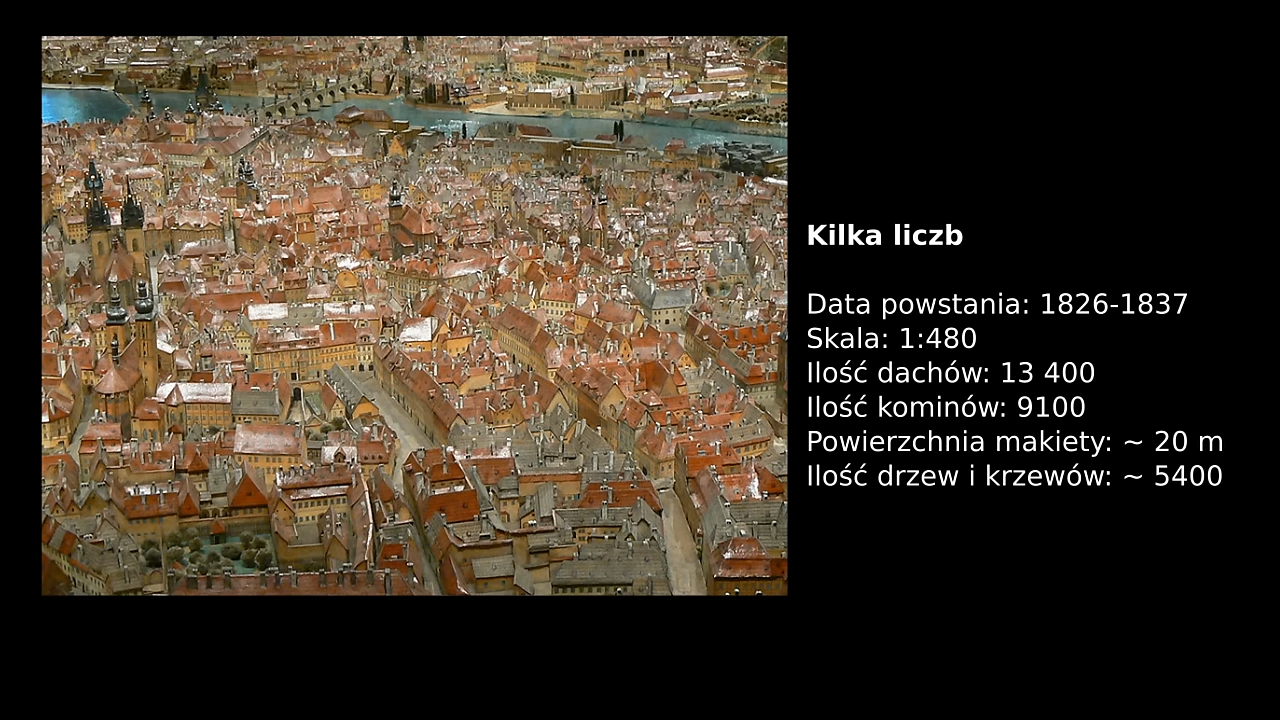 Kilka liczb
Data powstania: 1826-1837
Skala: 1:480
Ilość dachów: 13 400
Ilość kominów: 9100
Powierzchnia makiety: ~ 20 m
Ilość drzew i krzewów: ~ 5400